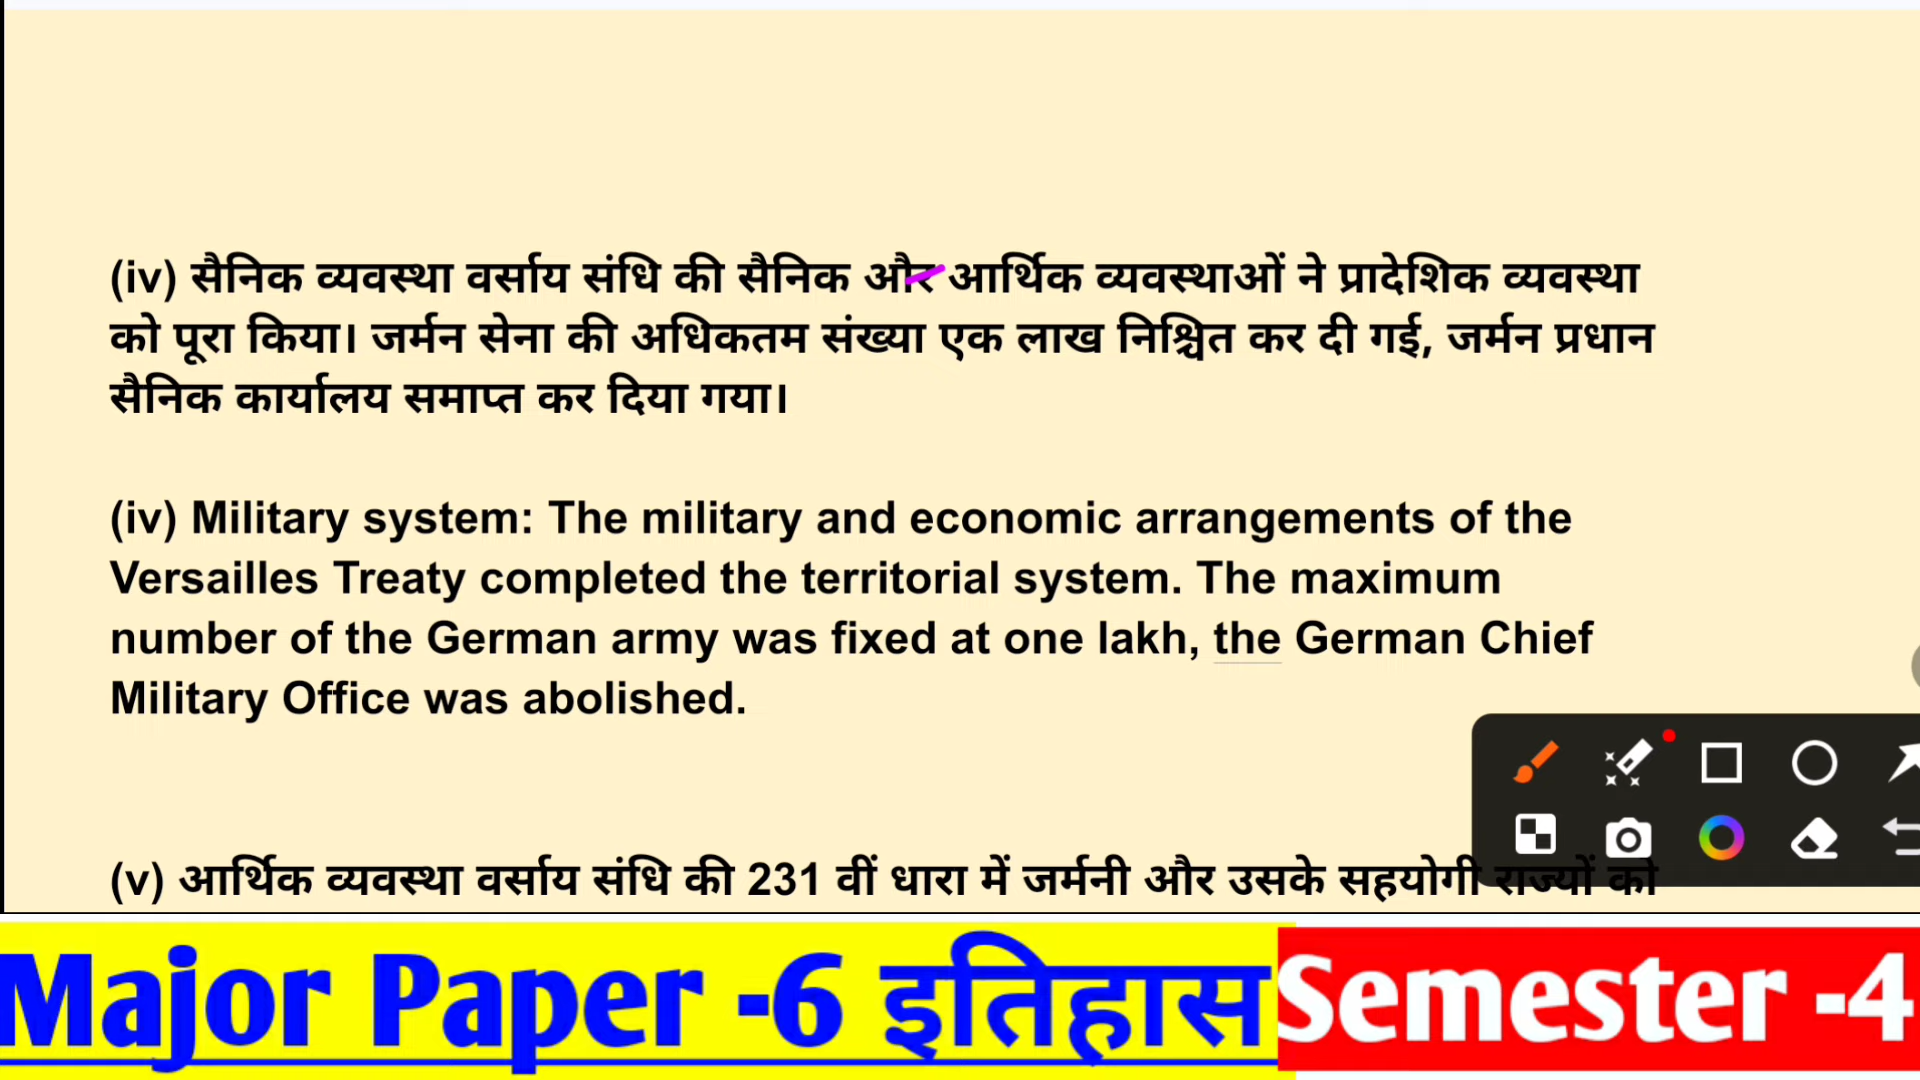 (iv) सैनिक व्यवस्था वर्साय संधि की सैनिक और आर्थिक व्यवस्थाओं ने प्रादेशिक व्यवस्था
को पूरा किया। जर्मन सेना की अधिकतम संख्या एक लाख निश्चित कर दी गई, जर्मन प्रधान
सैनिक कार्यालय समाप्त कर दिया गया।
(iv) Military system: The military and economic arrangements of the
Versailles Treaty completed the territorial system. The maximum
number of the German army was fixed at one lakh, the German Chief
Military Office was abolished.
(v) आर्थिक व्यवस्था वर्साय संधि की 231 वीं धारा में जर्मनी और उसके सहयोगी राज्यों को
Major Paper -6 इतिहास Semester -4